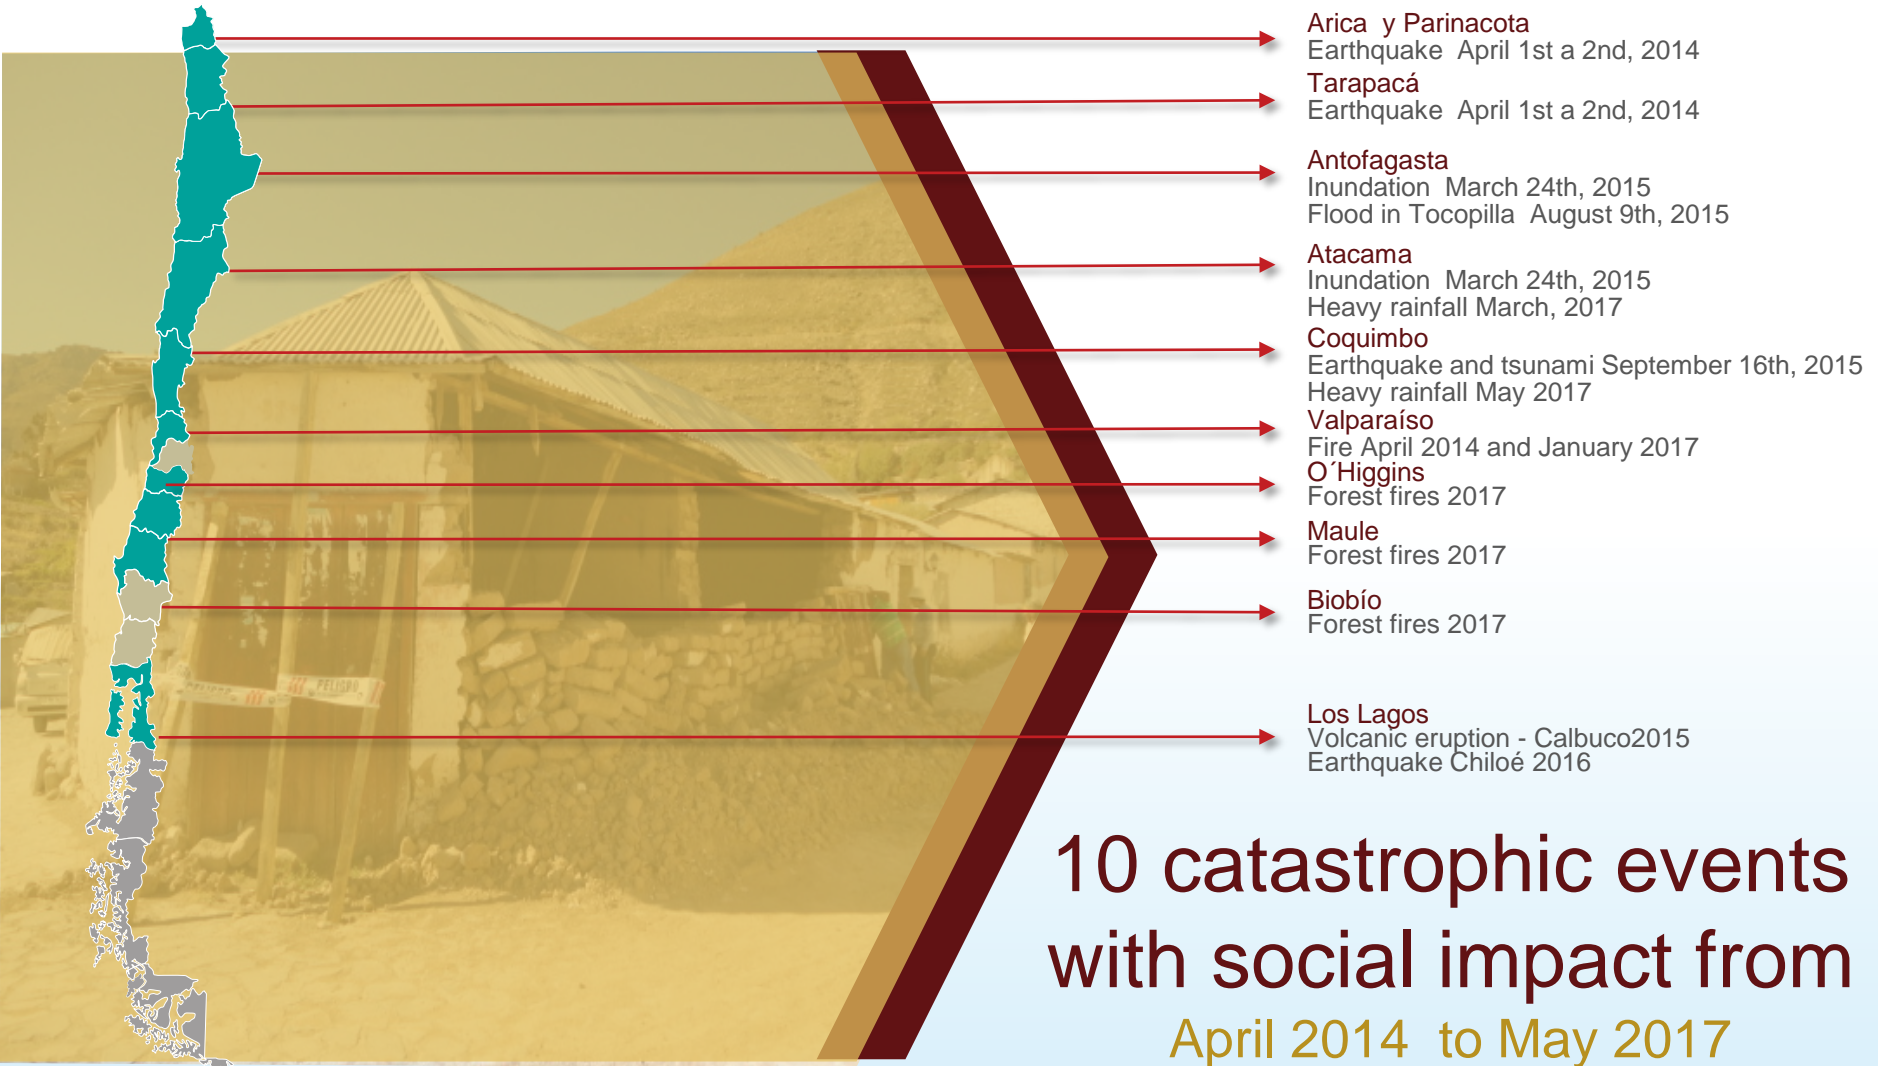 Arica y Parinacota
Earthquake April 1st a 2nd, 2014
Tarapacá
Earthquake April 1st a 2nd, 2014
Antofagasta
Inundation March 24th, 2015
Flood in Tocopilla August 9th, 2015
Atacama
Inundation March 24th, 2015
Heavy rainfall March, 2017
Coquimbo
Earthquake and tsunami September 16th, 2015
Heavy rainfall May 2017
Valparaíso
Fire April 2014 and January 2017
O´Higgins
Forest fires 2017
Maule
Forest fires 2017
Biobío
Forest fires 2017
Los Lagos
Volcanic eruption - Calbuco2015
Earthquake Chiloé 2016
PELIGRO
PELIGRO
10 catastrophic events
with social impact from
April 2014 to May 2017